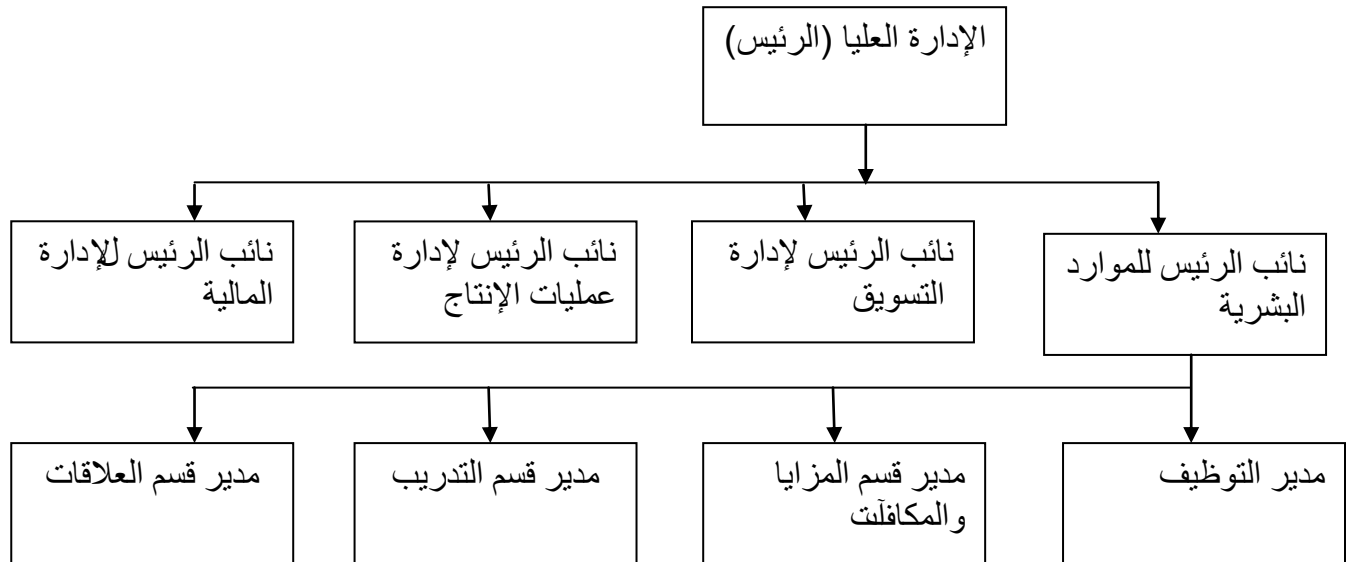 الإدارة العليا (الرئيس)
نائب الرئيس للموارد
البشرية
نائب الرئيس لإدارة
التسويق
نائب الرئيس لإدارة
عمليات الإنتاج
نائب الرئيس للإدارة
المالية
مدير التوظيف
مدير قسم المزايا
والمكافآت
مدير قسم التدريب
مدير قسم العلاقات